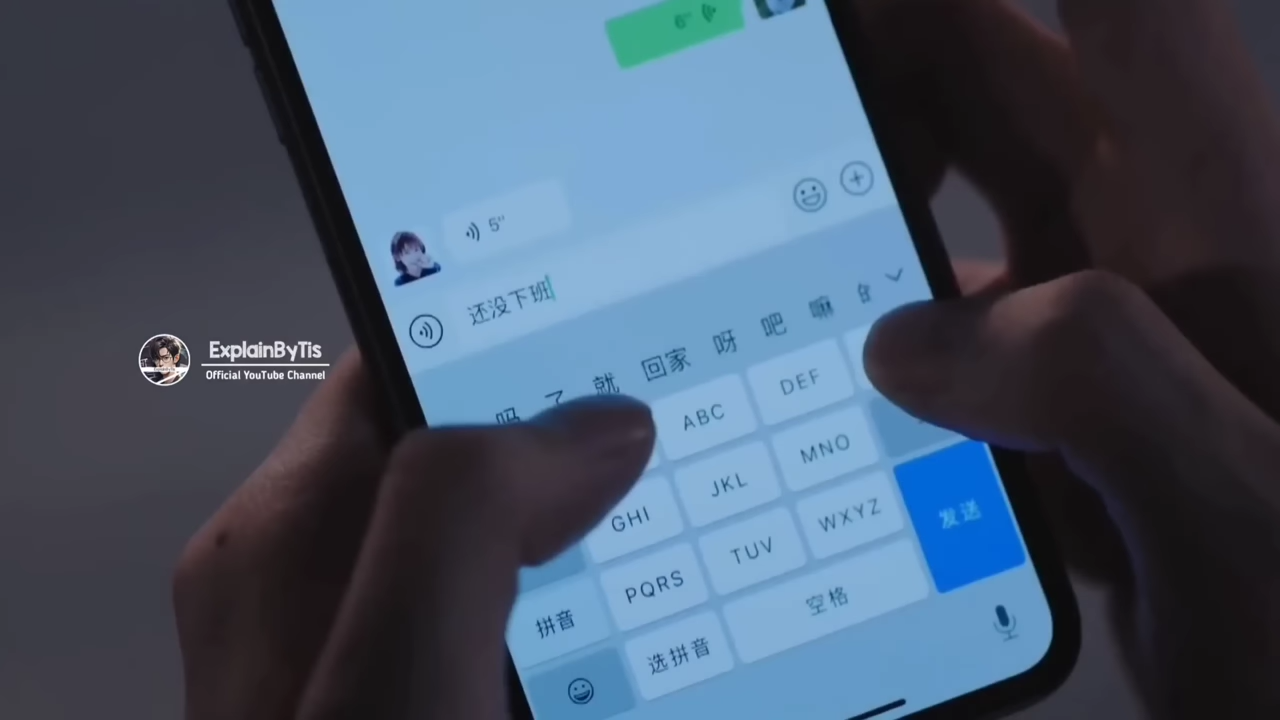 6"
5"
还没下班
吗 了 就 回家 呀 吧 嘛
ABC DEF
GHI JKL MNO
PQRS TUV WXYZ
发送
拼音
选拼音 空格
ExplainByTis
Official YouTube Channel